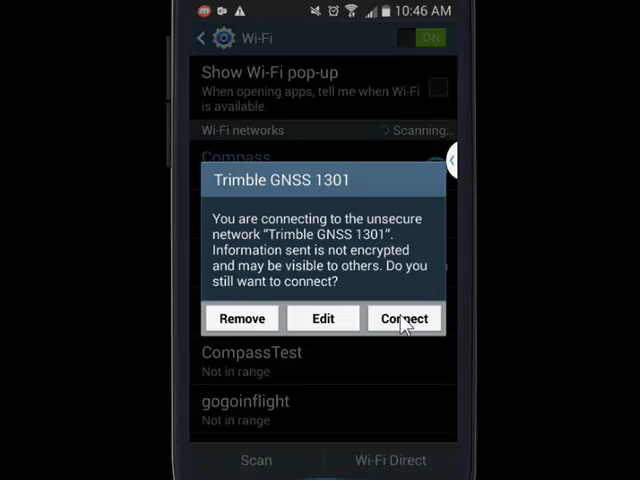 10:46 AM
Wi-Fi
ON
Show Wi-Fi pop-up
When opening apps, tell me when Wi-Fi
is available.
Wi-Fi networks
Scanning...
Compass
Trimble GNSS 1301
You are connecting to the unsecure
network “Trimble GNSS 1301”.
Information sent is not encrypted
and may be visible to others. Do you
still want to connect?
Remove
Edit
Connect
CompassTest
Not in range
gogoinflight
Not in range
Scan
Wi-Fi Direct